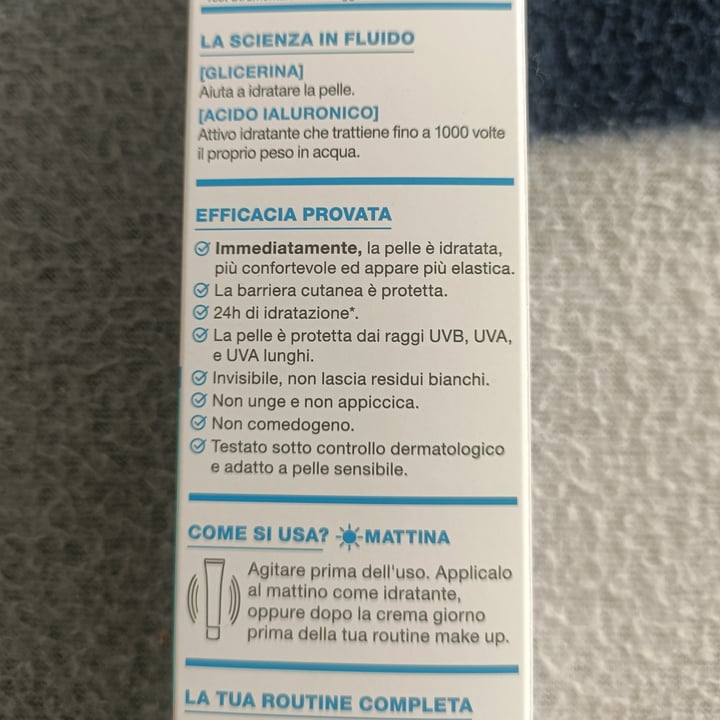 LA SCIENZA IN FLUIDO
[GLICERINA]
Aiuta a idratare la pelle.
[ACIDO IALURONICO]
Attivo idratante che trattiene fino a 1000 volte
il proprio peso in acqua.
EFFICACIA PROVATA
Immediatamente, la pelle è idratata,
più confortevole ed appare più elastica.
La barriera cutanea è protetta.
24h di idratazione*.
La pelle è protetta dai raggi UVB, UVA,
e UVA lunghi.
Invisibile, non lascia residui bianchi.
Non unge e non appiccica.
Non comedogeno.
Testato sotto controllo dermatologico
e adatto a pelle sensibile.
COME SI USA? MATTINA
Agitare prima dell'uso. Applicalo
al mattino come idratante,
oppure dopo la crema giorno
prima della tua routine make up.
LA TUA ROUTINE COMPLETA